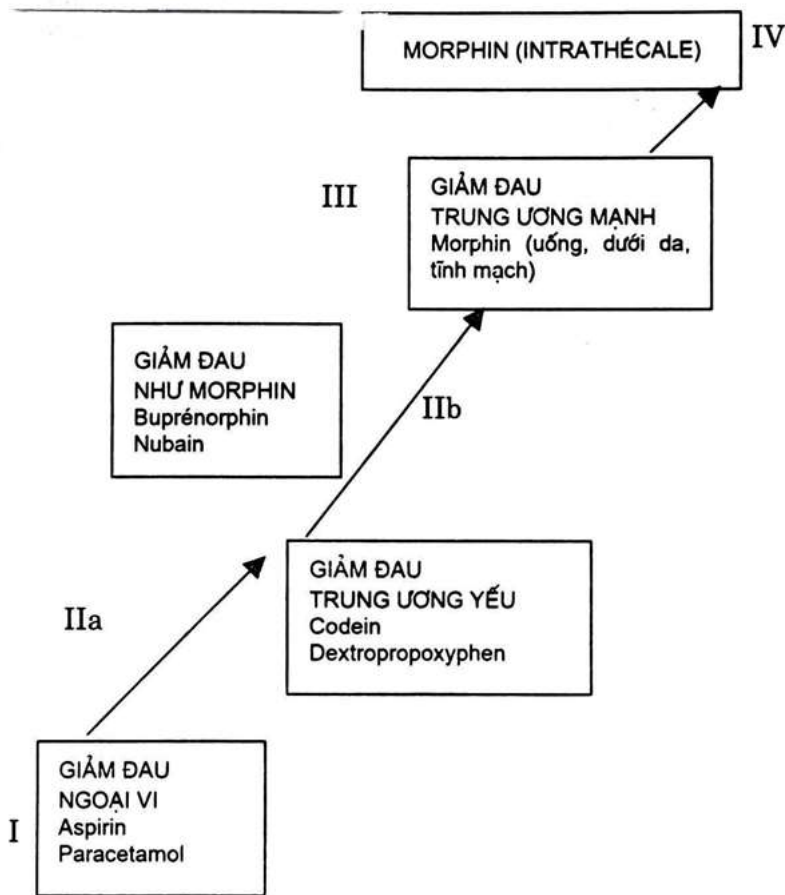 MORPHIN (INTRATHÉCALE)
IV
III
GIẢM ĐAU
TRUNG ƯƠNG MẠNH
Morphin (uống, dưới da,
tĩnh mạch)
GIẢM ĐAU
NHƯ MORPHIN
Buprénorphin
Nubain
IIb
GIẢM ĐAU
TRUNG ƯƠNG YẾU
Codein
Dextropropoxyphen
IIa
GIẢM ĐAU
NGOẠI VI
Aspirin
Paracetamol
I